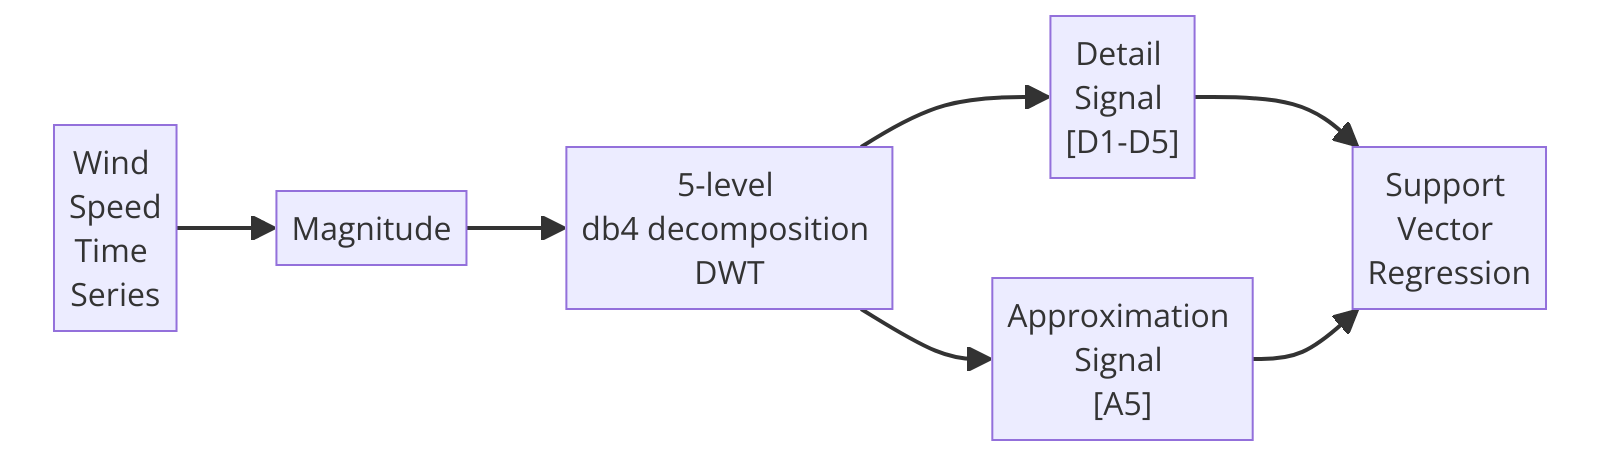 Wind
Speed
Time
Series
Magnitude
5-level
db4 decomposition
DWT
Detail
Signal
[D1-D5]
Approximation
Signal
[A5]
Support
Vector
Regression